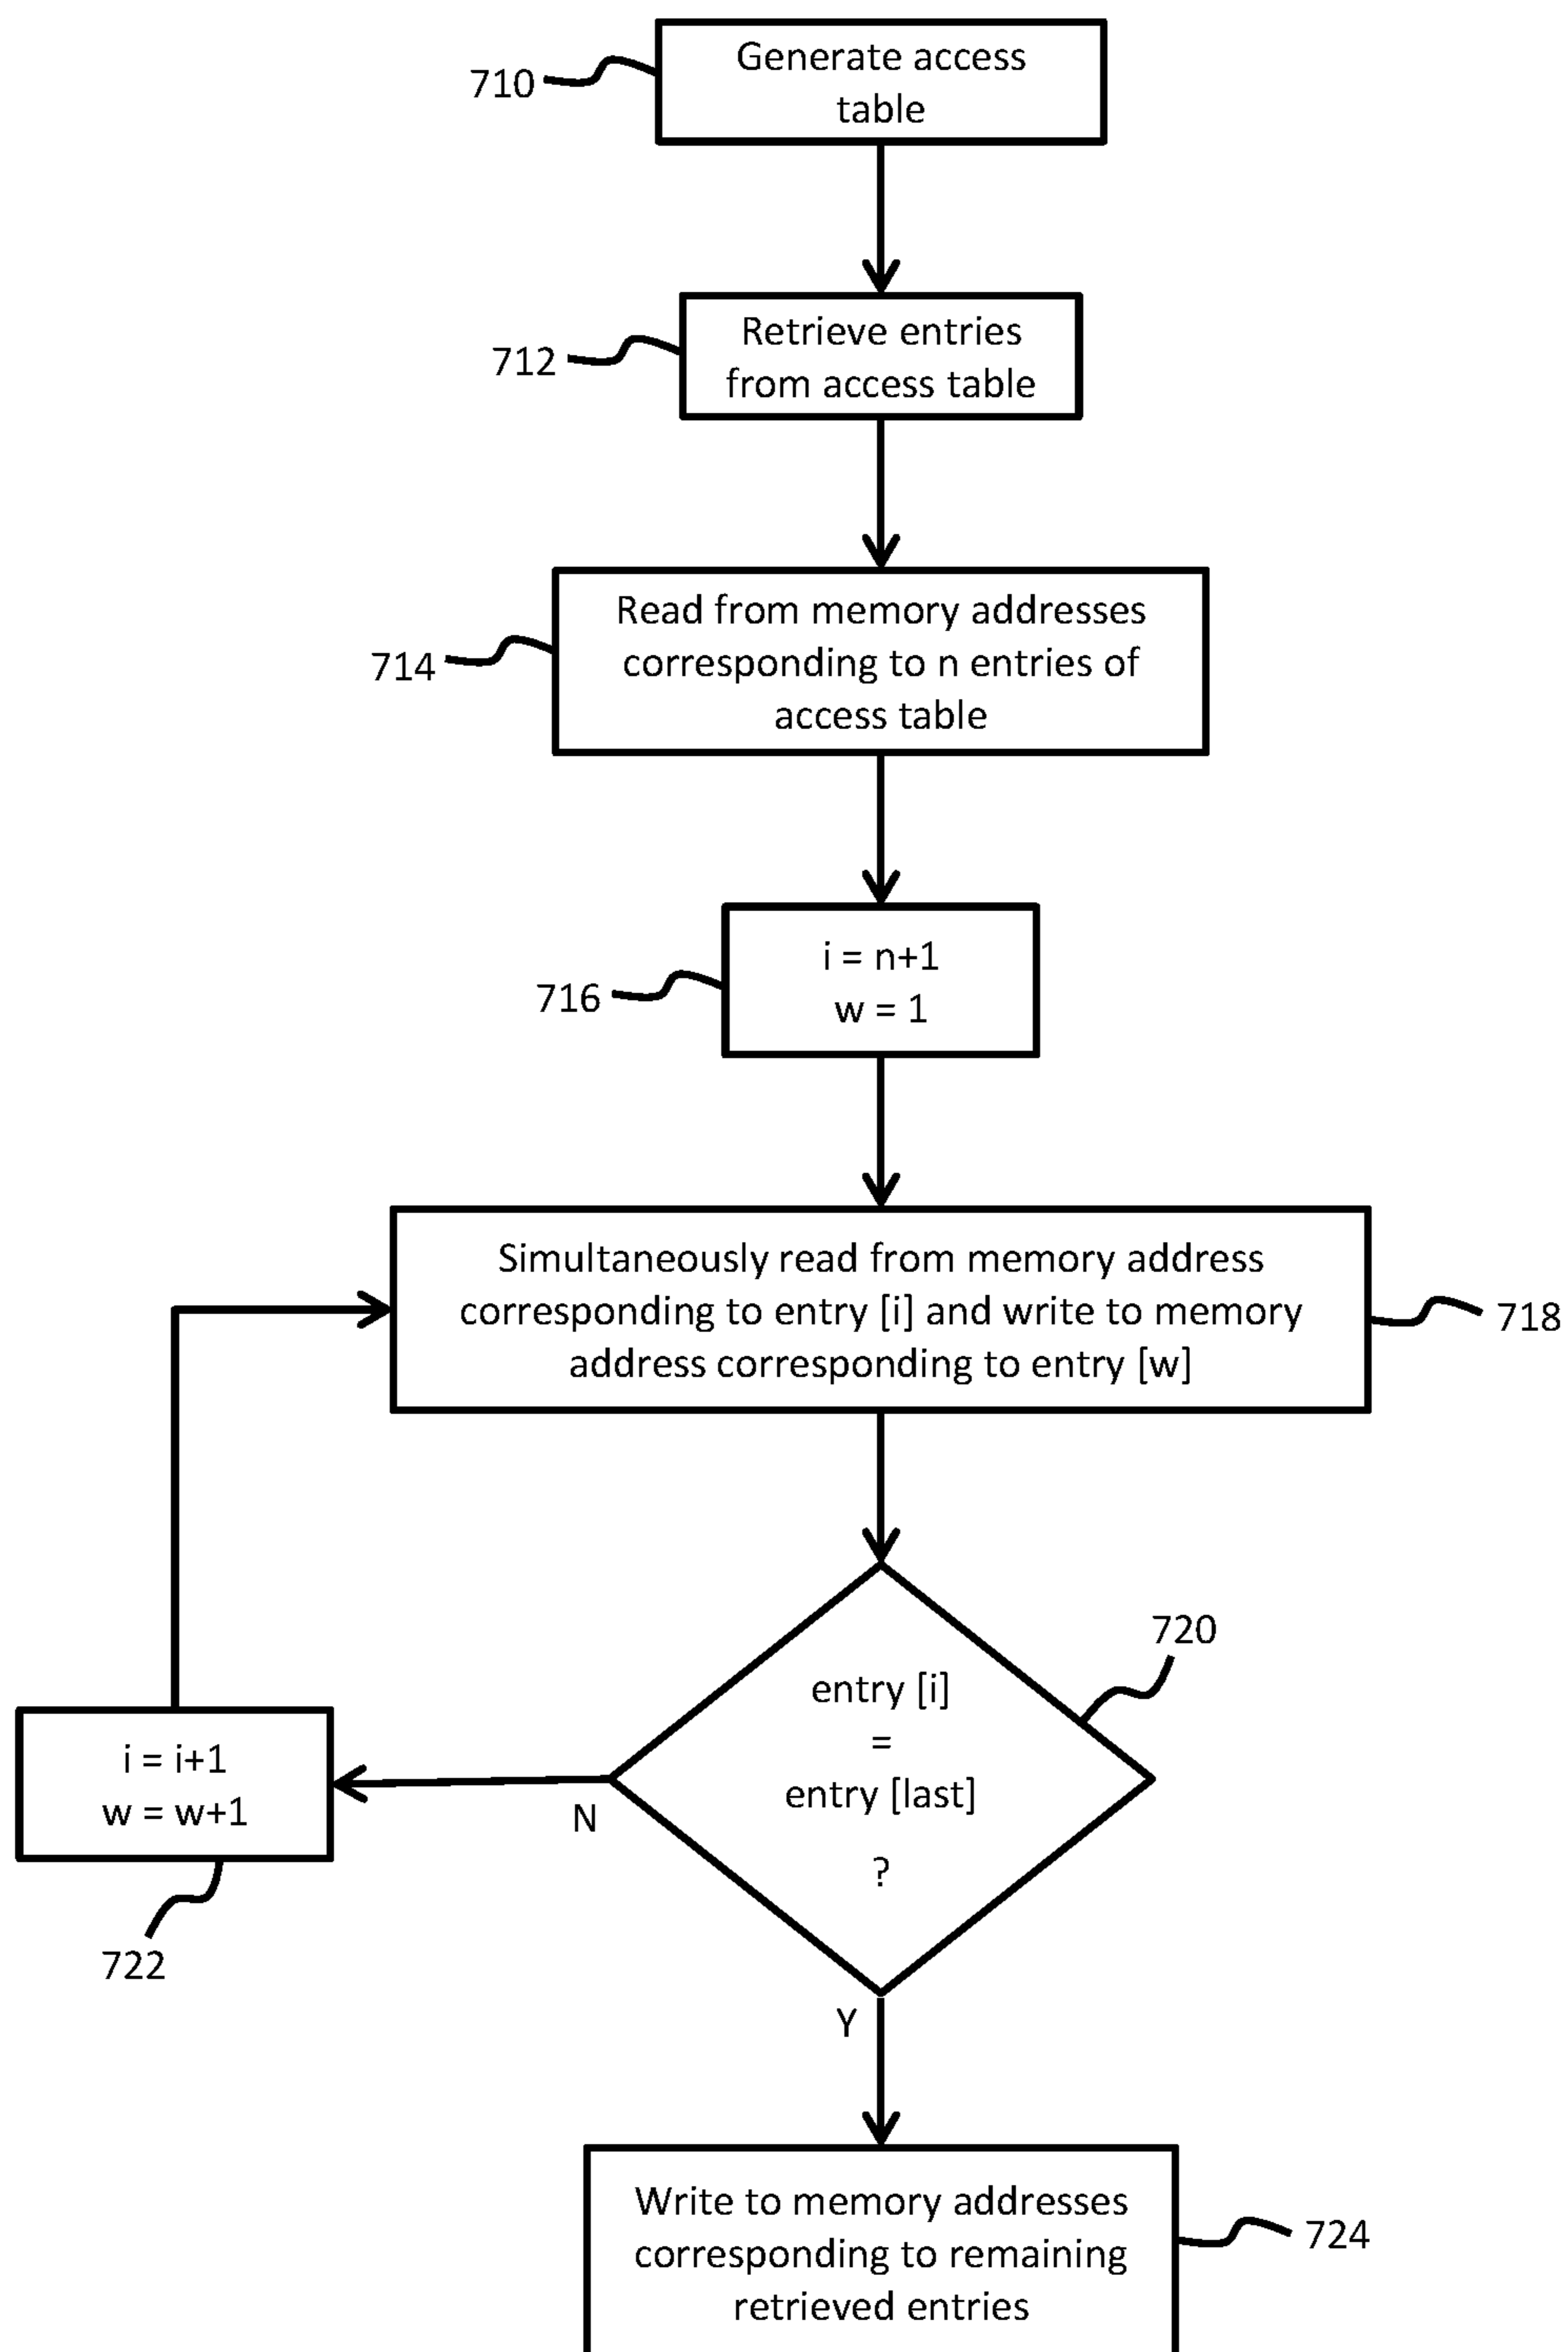 710
Generate access
table
712
Retrieve entries
from access table
714
Read from memory addresses
corresponding to n entries of
access table
716
i = n+1
w = 1
Simultaneously read from memory address
corresponding to entry [i] and write to memory
address corresponding to entry [w]
718
720
entry [i]
=
entry [last]
?
N
i = i+1
w = w+1
722
Y
Write to memory addresses
corresponding to remaining
retrieved entries
724